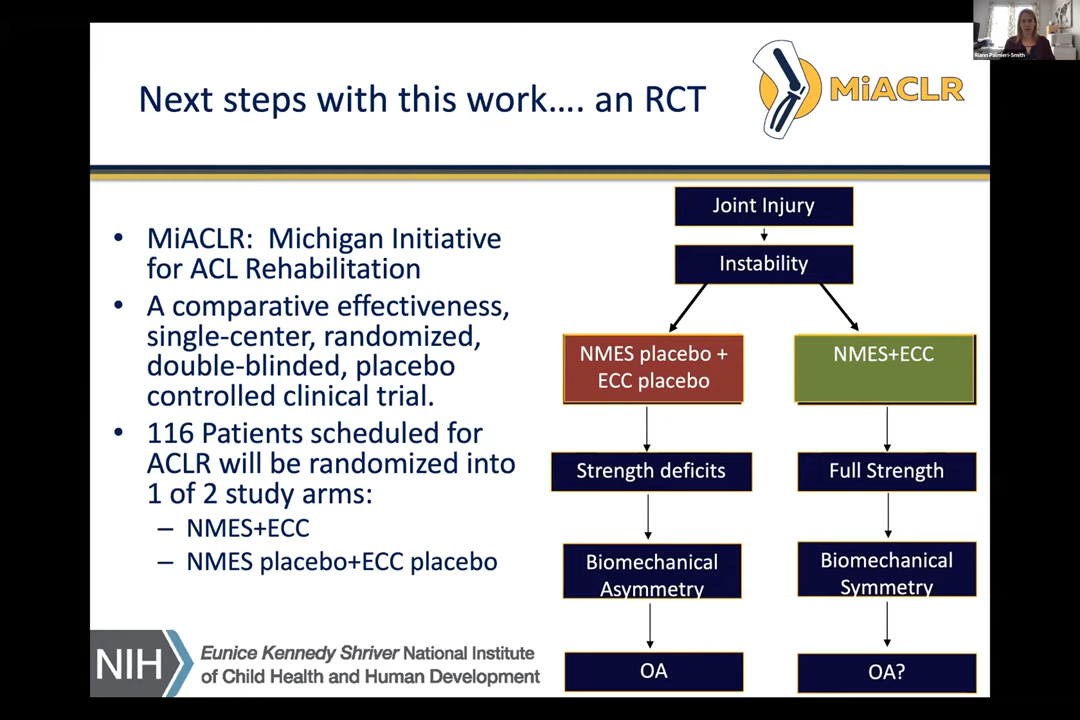 Next steps with this work.... an RCT
MiACLR
Riann Palmieri-Smith
• MiACLR: Michigan Initiative
for ACL Rehabilitation
• A comparative effectiveness,
single-center, randomized,
double-blinded, placebo
controlled clinical trial.
• 116 Patients scheduled for
ACLR will be randomized into
1 of 2 study arms:
– NMES+ECC
– NMES placebo+ECC placebo
Joint Injury
Instability
NMES placebo +
ECC placebo
NMES+ECC
Strength deficits
Full Strength
Biomechanical
Asymmetry
Biomechanical
Symmetry
OA
OA?
NIH
Eunice Kennedy Shriver National Institute
of Child Health and Human Development